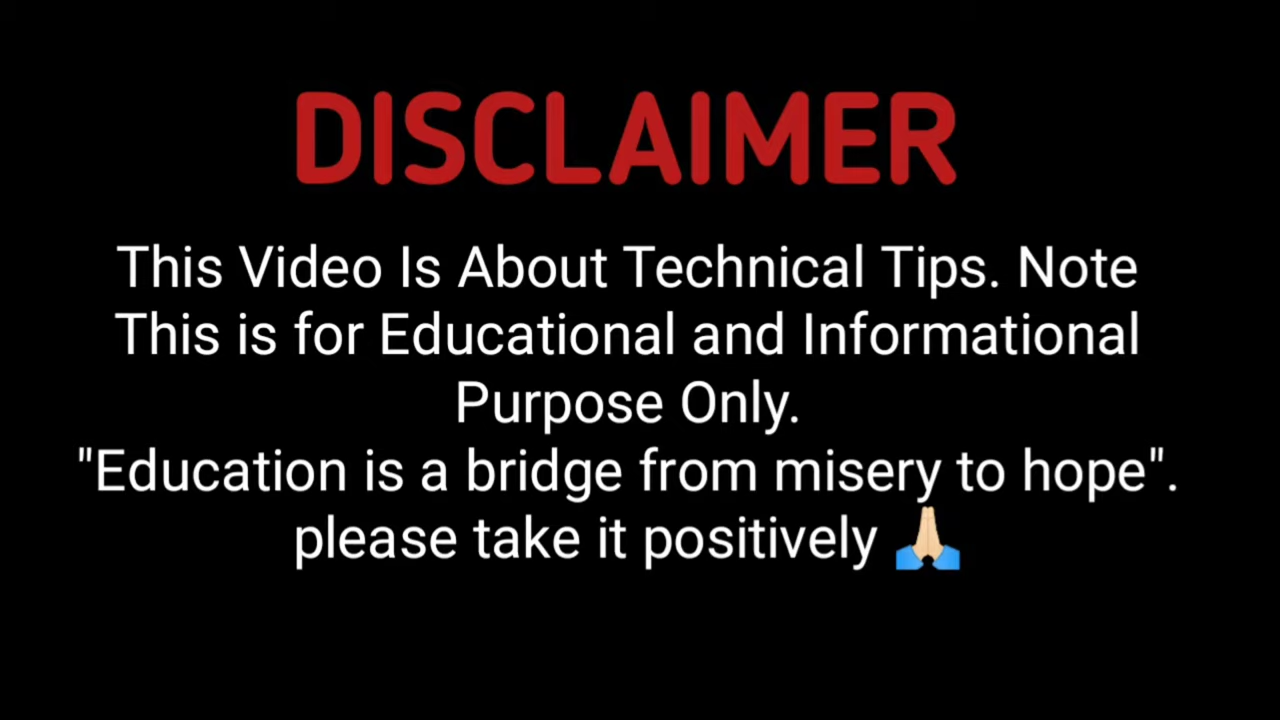 DISCLAIMER
This Video Is About Technical Tips. Note
This is for Educational and Informational
Purpose Only.
"Education is a bridge from misery to hope".
please take it positively 🙏🏻